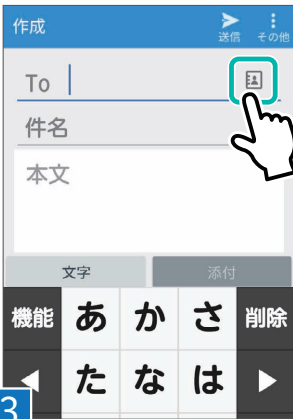 作成
送信 その他
To
件名
本文
文字 添付
機能 あ か さ 削除
た な は
3